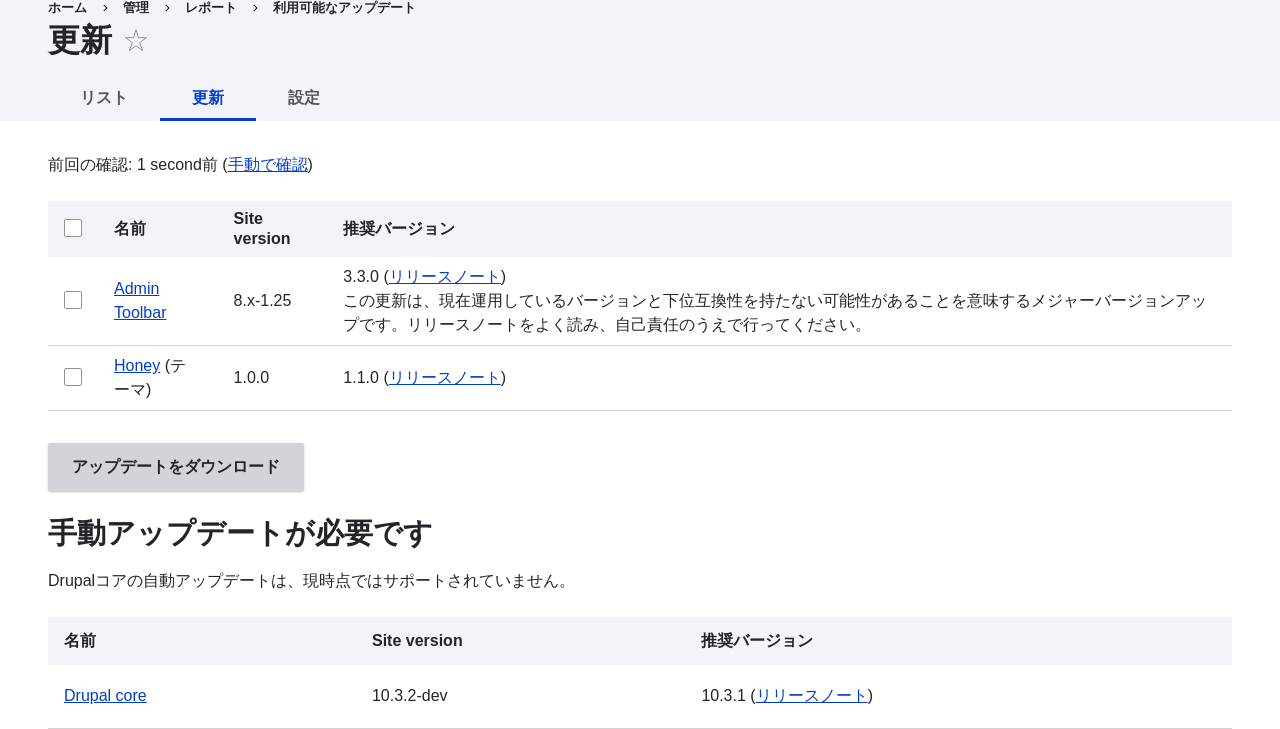 ホーム › 管理 › レポート › 利用可能なアップデート
更新 ☆
リスト 更新 設定
前回の確認: 1 second前 (手動で確認)
名前 Site version 推奨バージョン
Admin Toolbar 8.x-1.25 3.3.0 (リリースノート)
この更新は、現在運用しているバージョンと下位互換性を持たない可能性があることを意味するメジャーバージョンアッ
プです。リリースノートをよく読み、自己責任のうえで行ってください。
Honey (テーマ) 1.0.0 1.1.0 (リリースノート)
アップデートをダウンロード
手動アップデートが必要です
Drupalコアの自動アップデートは、現時点ではサポートされていません。
名前 Site version 推奨バージョン
Drupal core 10.3.2-dev 10.3.1 (リリースノート)